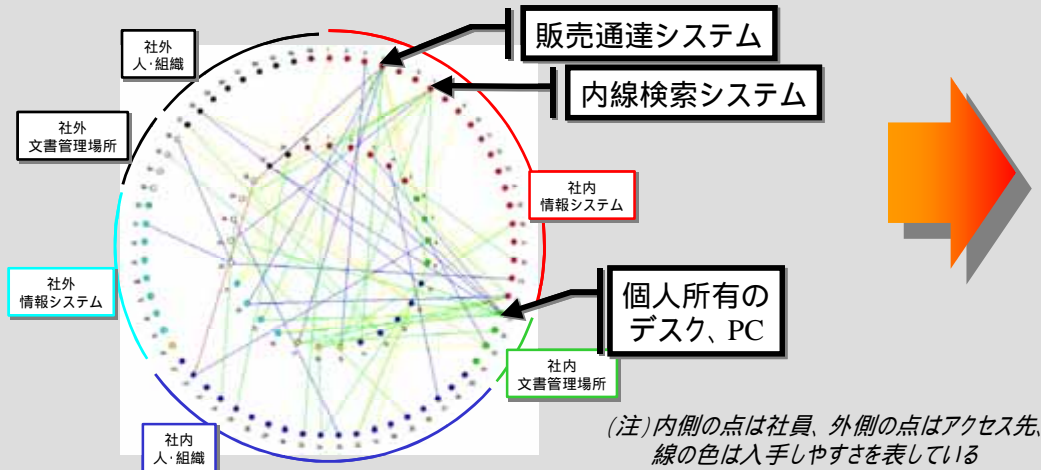 社外
人・組織
販売通達システム
内線検索システム
社外
文書管理場所
社内
情報システム
社外
情報システム
個人所有の
デスク、PC
社内
文書管理場所
社内
人・組織
(注)内側の点は社員、外側の点はアクセス先、
線の色は入手しやすさを表している